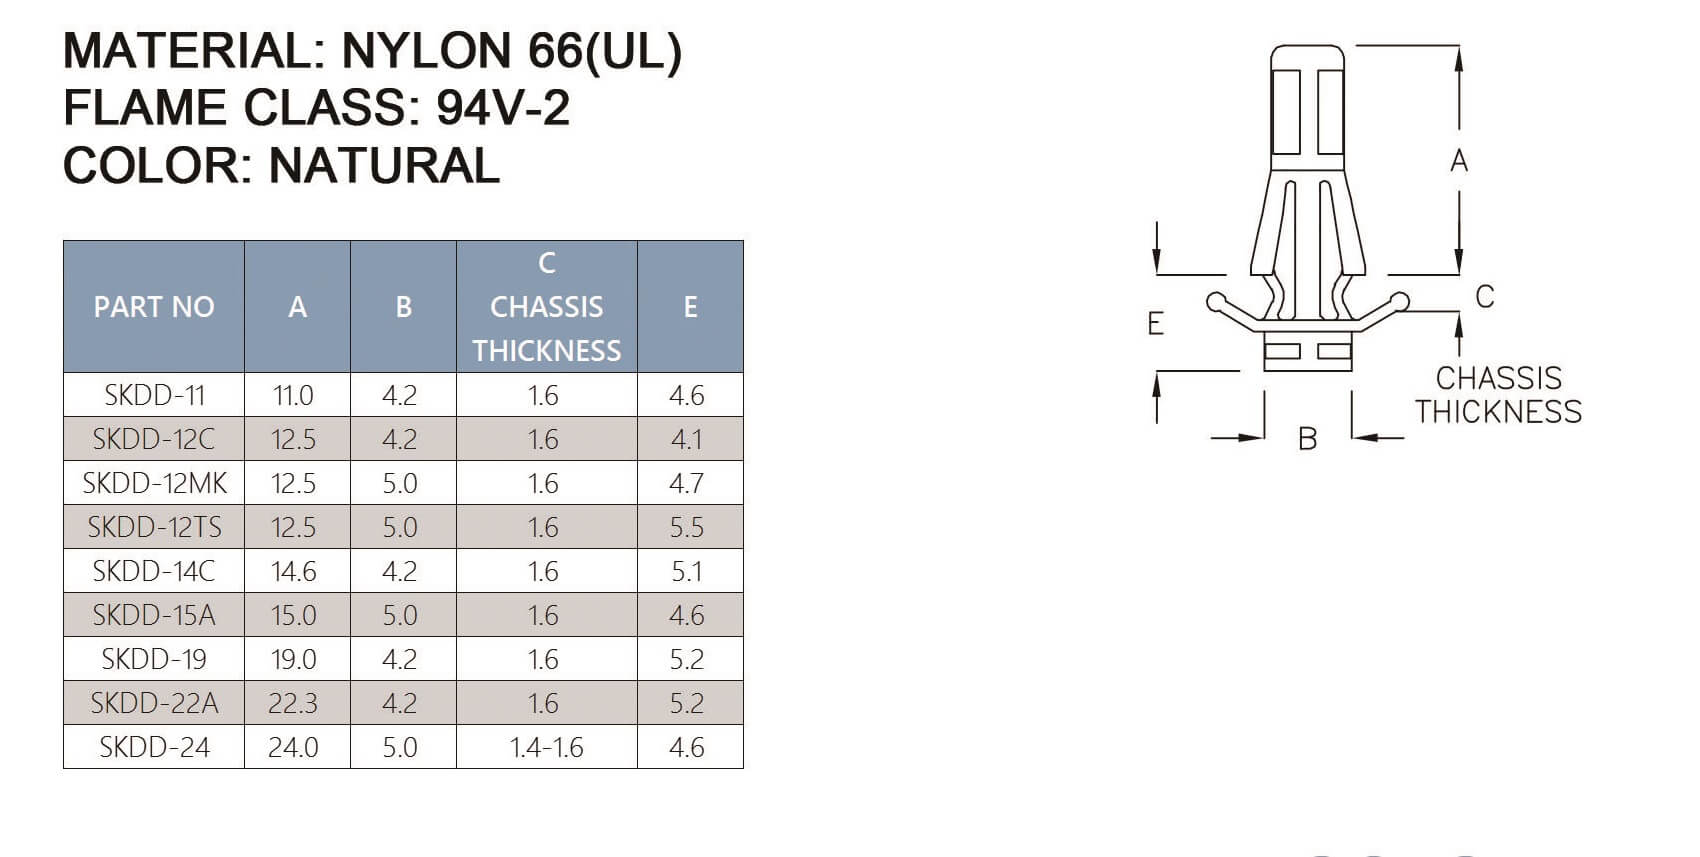 MATERIAL: NYLON 66(UL)
FLAME CLASS: 94V-2
COLOR: NATURAL
PART NO A B C CHASSIS THICKNESS E
SKDD-11 11.0 4.2 1.6 4.6
SKDD-12C 12.5 4.2 1.6 4.1
SKDD-12MK 12.5 5.0 1.6 4.7
SKDD-12TS 12.5 5.0 1.6 5.5
SKDD-14C 14.6 4.2 1.6 5.1
SKDD-15A 15.0 5.0 1.6 4.6
SKDD-19 19.0 4.2 1.6 5.2
SKDD-22A 22.3 4.2 1.6 5.2
SKDD-24 24.0 5.0 1.4-1.6 4.6
A
C
E
CHASSIS
THICKNESS
B